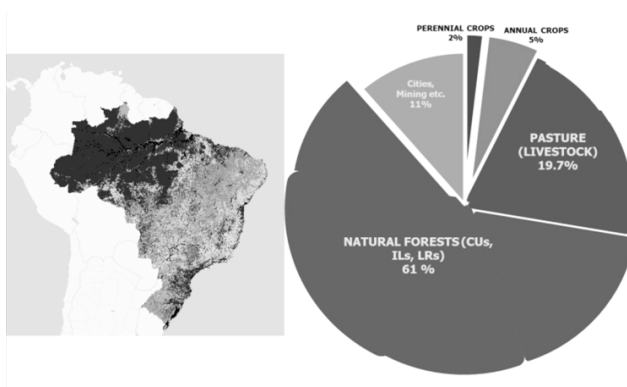 PERENNIAL CROPS
2%
ANNUAL CROPS
5%
Cities,
Mining etc.
11%
PASTURE
(LIVESTOCK)
19.7%
NATURAL FORESTS (CUs,
ILs, LRs)
61 %